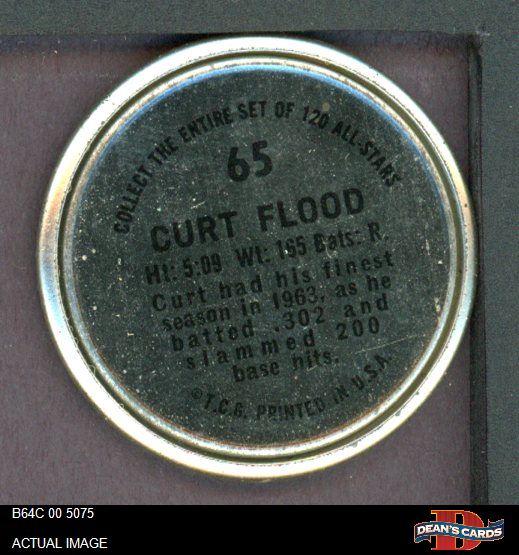 COLLECT THE ENTIRE SET OF 120 ALL-STARS
65
CURT FLOOD
Ht: 5:09 Wt: 165 Bats: R.
Curt had his finest
season in 1963, as he
batted .302 and
slammed 200
base hits.
©T.C.G. PRINTED IN U.S.A.
B64C 00 5075
ACTUAL IMAGE
D
DEAN'S CARDS